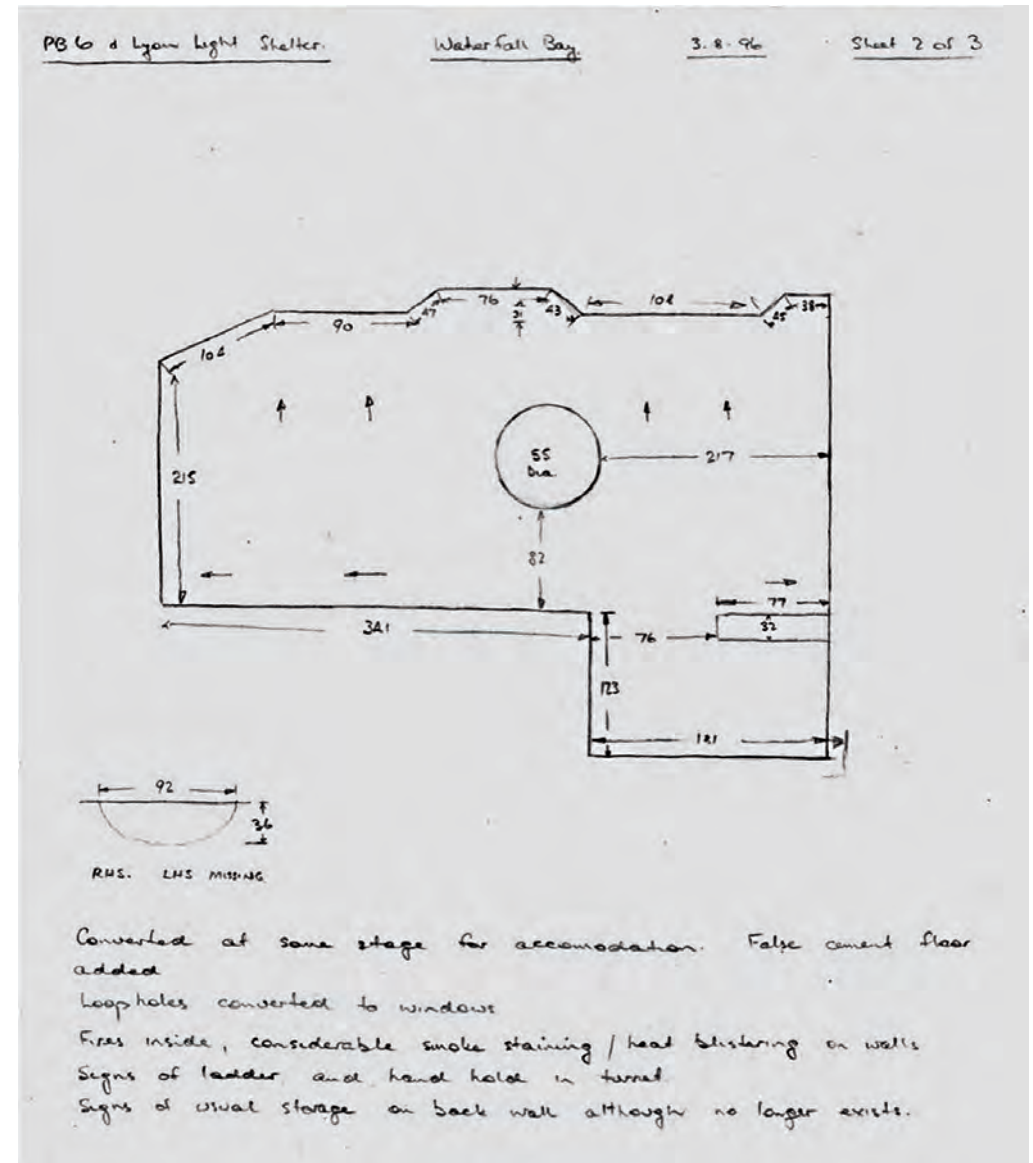 PB 6 & Lyon Light Shelter. Waterfall Bay. 3.8.96 Sheet 2 of 3
76
104
47
31
43
45
38
90
104
55
Dia
217
215
82
77
32
341
76
123
121
92
36
RHS. LHS MISSING
Converted at some stage for accomodation. False cement floor
added
Loopholes converted to windows
Fires inside, considerable smoke staining / heat blistering on walls
Signs of ladder and hand hold in turret.
Signs of usual storage on back wall although no longer exists.